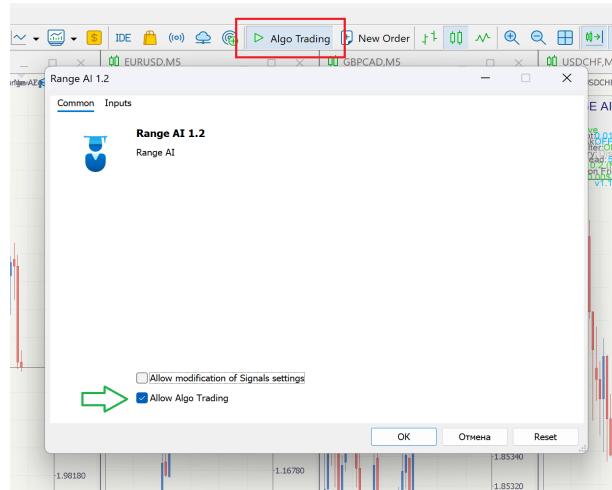 IDE
Algo Trading
New Order
EURUSD,M5
GBPCAD,M5
USDCHF,M
Range AI 1.2
Common
Inputs
Range AI 1.2
Range AI
Allow modification of Signals settings
Allow Algo Trading
OK
Отмена
Reset
1.98180
1.16780
1.85340
1.85320